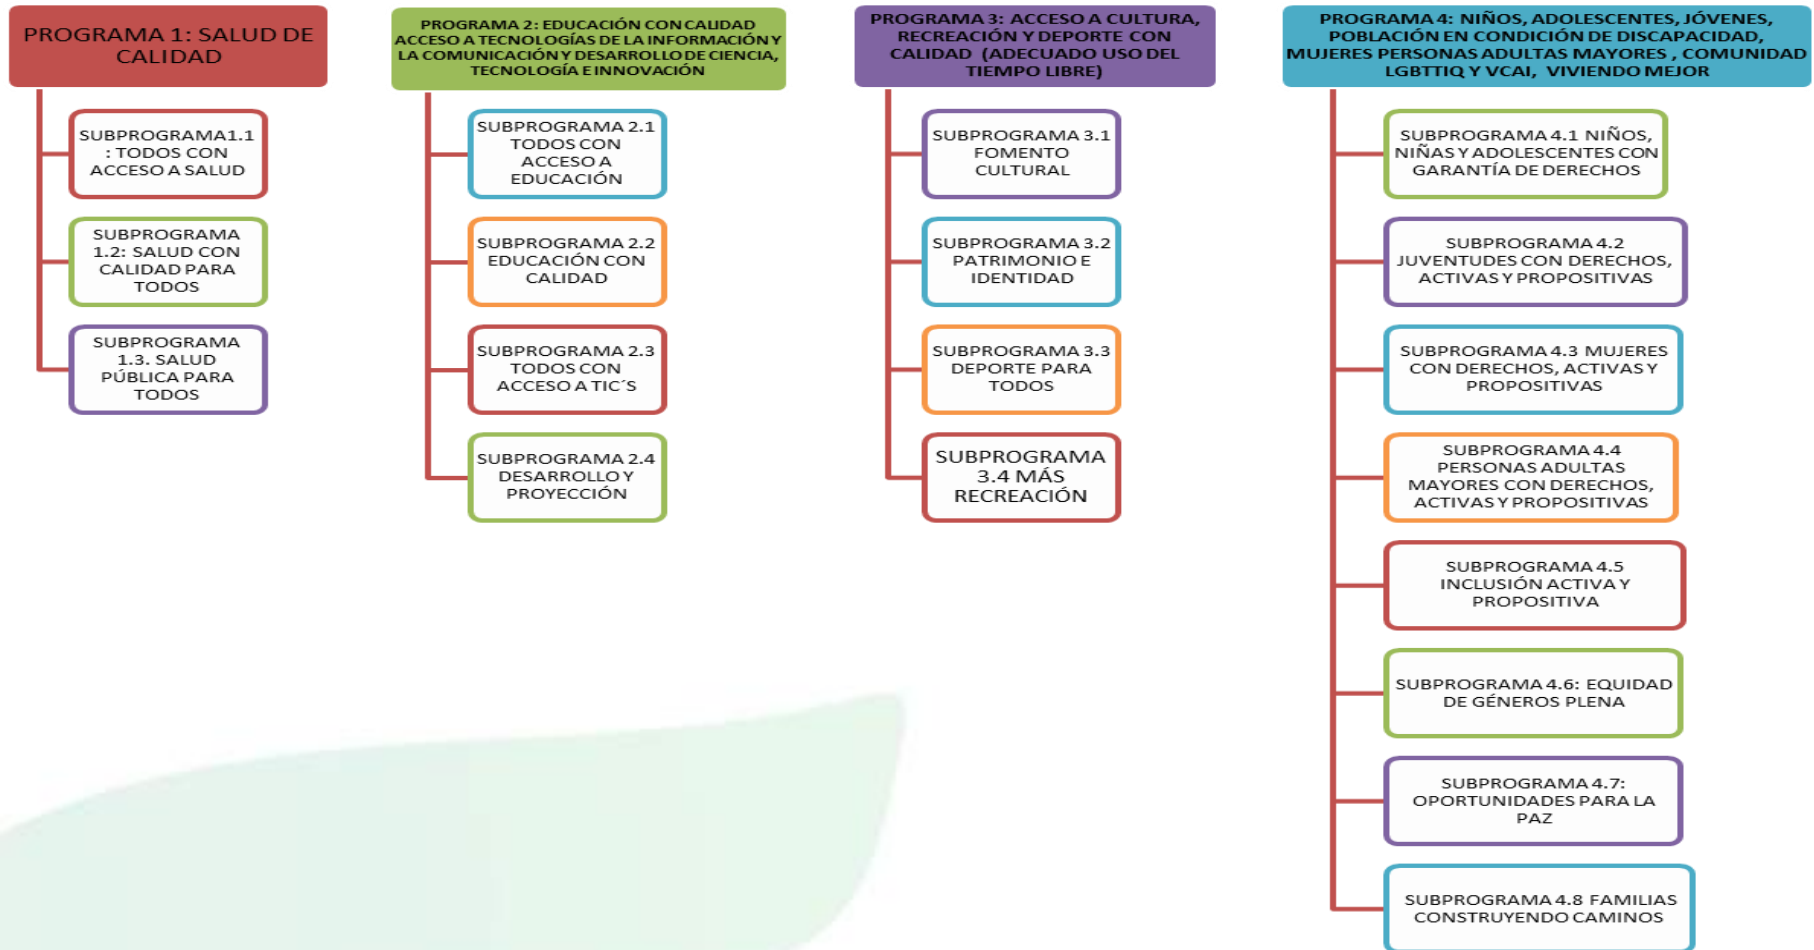 PROGRAMA 1: SALUD DE
CALIDAD
SUBPROGRAMA1.1
: TODOS CON
ACCESO A SALUD
SUBPROGRAMA
1.2: SALUD CON
CALIDAD PARA
TODOS
SUBPROGRAMA
1.3. SALUD
PÚBLICA PARA
TODOS
PROGRAMA 2: EDUCACIÓN CON CALIDAD
ACCESO A TECNOLOGÍAS DE LA INFORMACIÓN Y
LA COMUNICACIÓN Y DESARROLLO DE CIENCIA,
TECNOLOGÍA E INNOVACIÓN
SUBPROGRAMA 2.1
TODOS CON
ACCESO A
EDUCACIÓN
SUBPROGRAMA 2.2
EDUCACIÓN CON
CALIDAD
SUBPROGRAMA 2.3
TODOS CON
ACCESO A TIC´S
SUBPROGRAMA 2.4
DESARROLLO Y
PROYECCIÓN
PROGRAMA 3: ACCESO A CULTURA,
RECREACIÓN Y DEPORTE CON
CALIDAD (ADECUADO USO DEL
TIEMPO LIBRE)
SUBPROGRAMA 3.1
FOMENTO
CULTURAL
SUBPROGRAMA 3.2
PATRIMONIO E
IDENTIDAD
SUBPROGRAMA 3.3
DEPORTE PARA
TODOS
SUBPROGRAMA
3.4 MÁS
RECREACIÓN
PROGRAMA 4: NIÑOS, ADOLESCENTES, JÓVENES,
POBLACIÓN EN CONDICIÓN DE DISCAPACIDAD,
MUJERES PERSONAS ADULTAS MAYORES , COMUNIDAD
LGBTTIQ Y VCAI, VIVIENDO MEJOR
SUBPROGRAMA 4.1 NIÑOS,
NIÑAS Y ADOLESCENTES CON
GARANTÍA DE DERECHOS
SUBPROGRAMA 4.2
JUVENTUDES CON DERECHOS,
ACTIVAS Y PROPOSITIVAS
SUBPROGRAMA 4.3 MUJERES
CON DERECHOS, ACTIVAS Y
PROPOSITIVAS
SUBPROGRAMA 4.4
PERSONAS ADULTAS
MAYORES CON DERECHOS,
ACTIVAS Y PROPOSITIVAS
SUBPROGRAMA 4.5
INCLUSIÓN ACTIVA Y
PROPOSITIVA
SUBPROGRAMA 4.6: EQUIDAD
DE GÉNEROS PLENA
SUBPROGRAMA 4.7:
OPORTUNIDADES PARA LA
PAZ
SUBPROGRAMA 4.8 FAMILIAS
CONSTRUYENDO CAMINOS